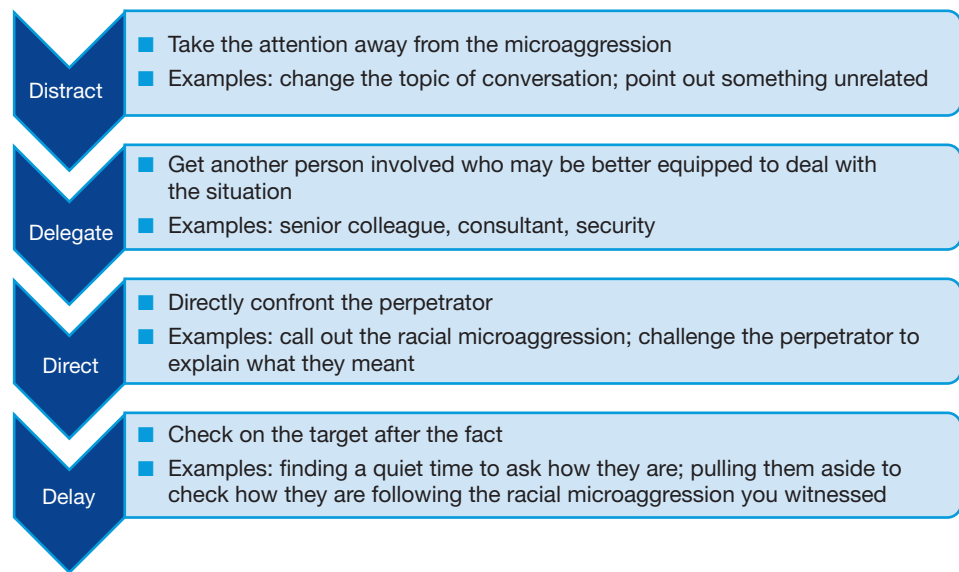 Distract
■ Take the attention away from the microaggression
■ Examples: change the topic of conversation; point out something unrelated
Delegate
■ Get another person involved who may be better equipped to deal with
the situation
■ Examples: senior colleague, consultant, security
Direct
■ Directly confront the perpetrator
■ Examples: call out the racial microaggression; challenge the perpetrator to
explain what they meant
Delay
■ Check on the target after the fact
■ Examples: finding a quiet time to ask how they are; pulling them aside to
check how they are following the racial microaggression you witnessed